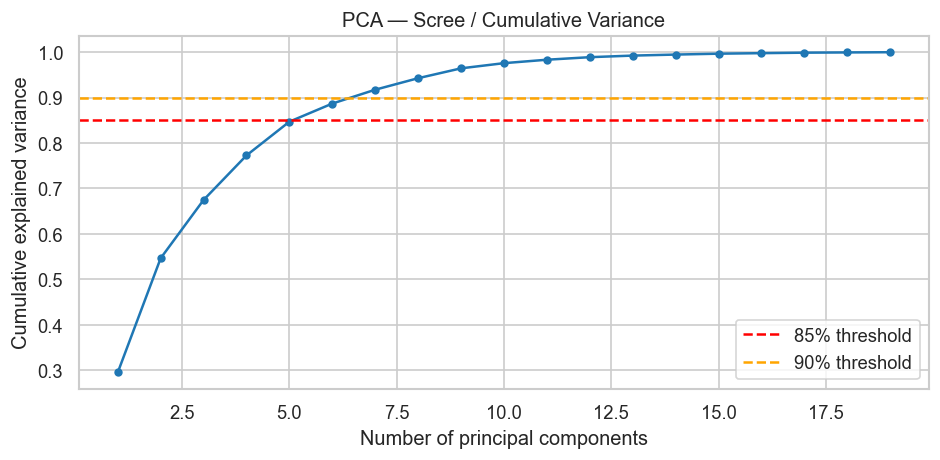 PCA — Scree / Cumulative Variance
Cumulative explained variance
1.0
0.9
0.8
0.7
0.6
0.5
0.4
0.3
85% threshold
90% threshold
2.5 5.0 7.5 10.0 12.5 15.0 17.5
Number of principal components